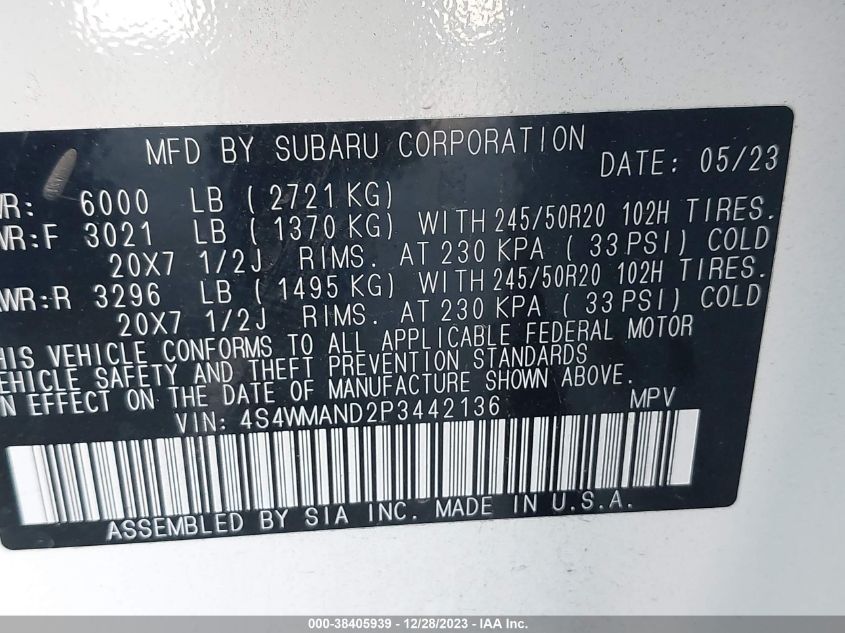 MFD BY SUBARU CORPORATION DATE: 05/23
WR: 6000 LB ( 2721 KG)
WR:F 3021 LB ( 1370 KG) WITH 245/50R20 102H TIRES.
20X7 1/2J RIMS. AT 230 KPA ( 33 PSI) COLD
AWR:R 3296 LB ( 1495 KG) WITH 245/50R20 102H TIRES.
20X7 1/2J RIMS. AT 230 KPA ( 33 PSI) COLD
HIS VEHICLE CONFORMS TO ALL APPLICABLE FEDERAL MOTOR
EHICLE SAFETY AND THEFT PREVENTION STANDARDS
N EFFECT ON THE DATE OF MANUFACTURE SHOWN ABOVE.
VIN: 4S4WMAND2P3442136 MPV
ASSEMBLED BY SIA INC. MADE IN U.S.A.
000-38405939 - 12/28/2023 - IAA Inc.